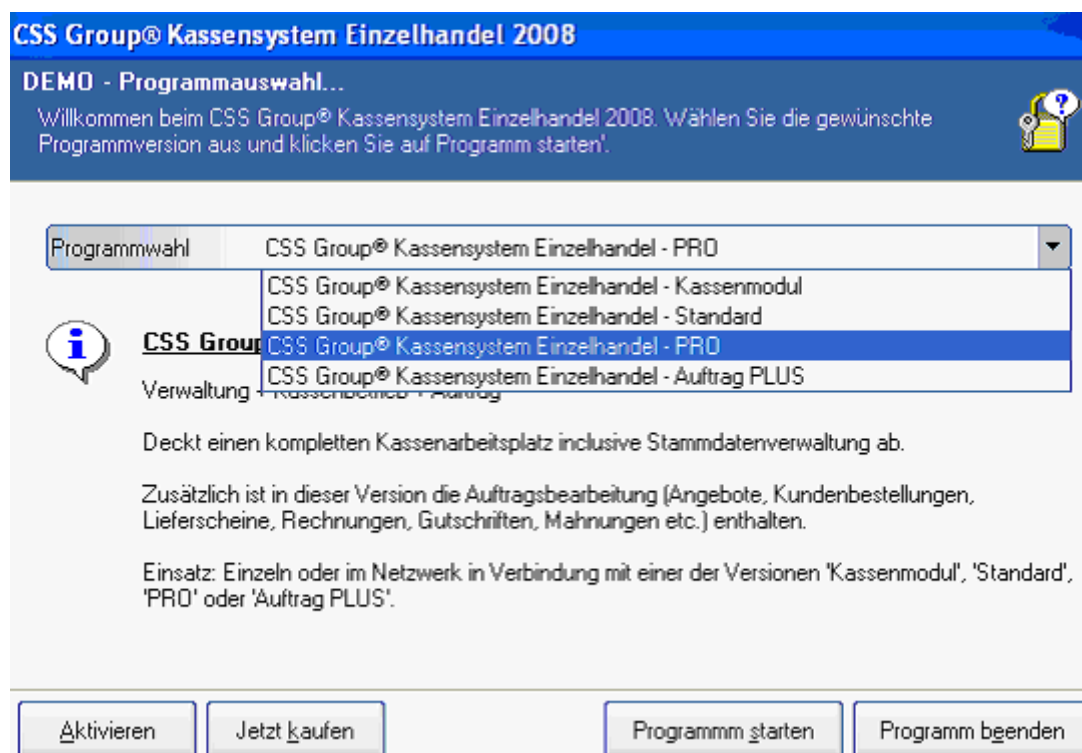 CSS Group® Kassensystem Einzelhandel 2008
DEMO - Programmauswahl...
Willkommen beim CSS Group® Kassensystem Einzelhandel 2008. Wählen Sie die gewünschte
Programmversion aus und klicken Sie auf Programm starten'.
Programmwahl CSS Group® Kassensystem Einzelhandel - PRO
CSS Group® Kassensystem Einzelhandel - Kassenmodul
CSS Group® Kassensystem Einzelhandel - Standard
CSS Group
CSS Group® Kassensystem Einzelhandel - PRO
CSS Group® Kassensystem Einzelhandel - Auftrag PLUS
Verwaltung + Kassenbetrieb + Auftrag
Deckt einen kompletten Kassenarbeitsplatz inclusive Stammdatenverwaltung ab.
Zusätzlich ist in dieser Version die Auftragsbearbeitung (Angebote, Kundenbestellungen,
Lieferscheine, Rechnungen, Gutschriften, Mahnungen etc.) enthalten.
Einsatz: Einzeln oder im Netzwerk in Verbindung mit einer der Versionen 'Kassenmodul', 'Standard',
'PRO' oder 'Auftrag PLUS'.
Aktivieren Jetzt kaufen Programmm starten Programm beenden